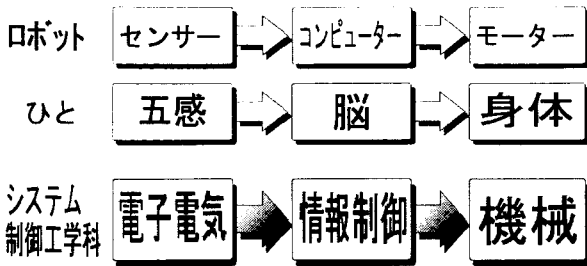 ロボット センサー コンピューター モーター
ひと 五感 脳 身体
システム
制御工学科 電子電気 情報制御 機械